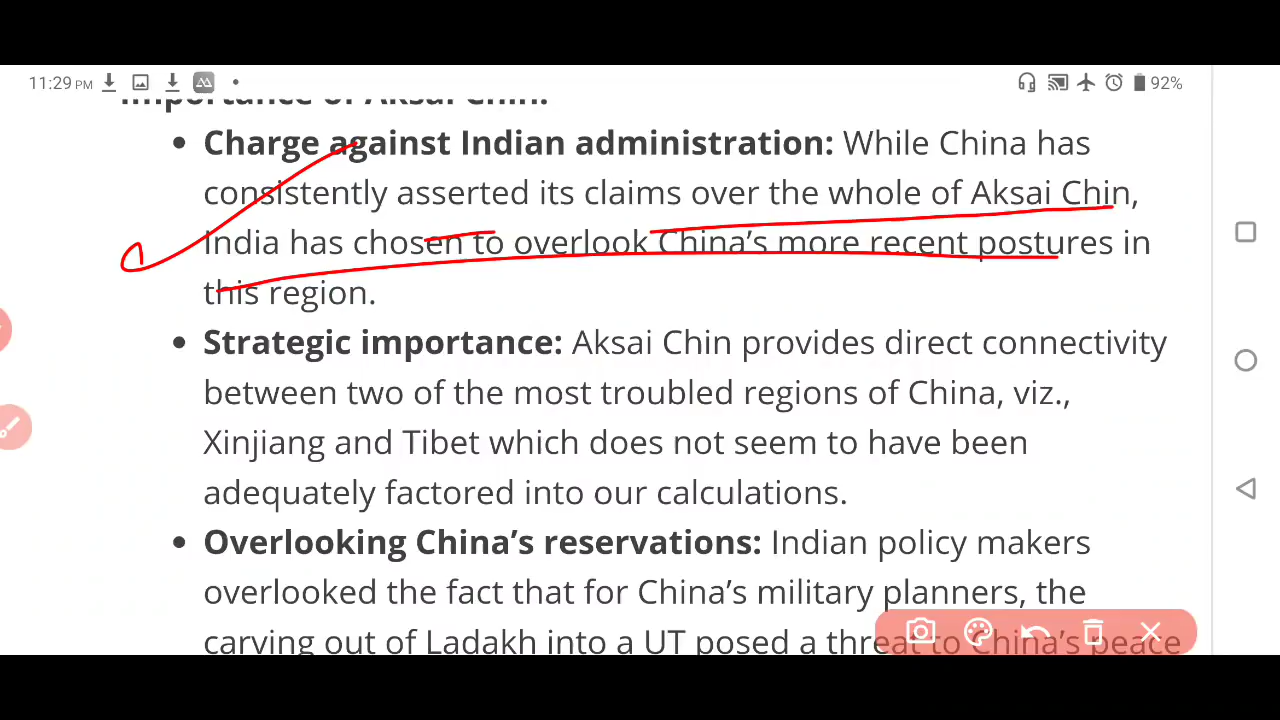 11:29 PM 92%
Importance of Aksai Chin:
• Charge against Indian administration: While China has
consistently asserted its claims over the whole of Aksai Chin,
India has chosen to overlook China's more recent postures in
this region.
• Strategic importance: Aksai Chin provides direct connectivity
between two of the most troubled regions of China, viz.,
Xinjiang and Tibet which does not seem to have been
adequately factored into our calculations.
• Overlooking China's reservations: Indian policy makers
overlooked the fact that for China's military planners, the
carving out of Ladakh into a UT posed a threat to China's peace